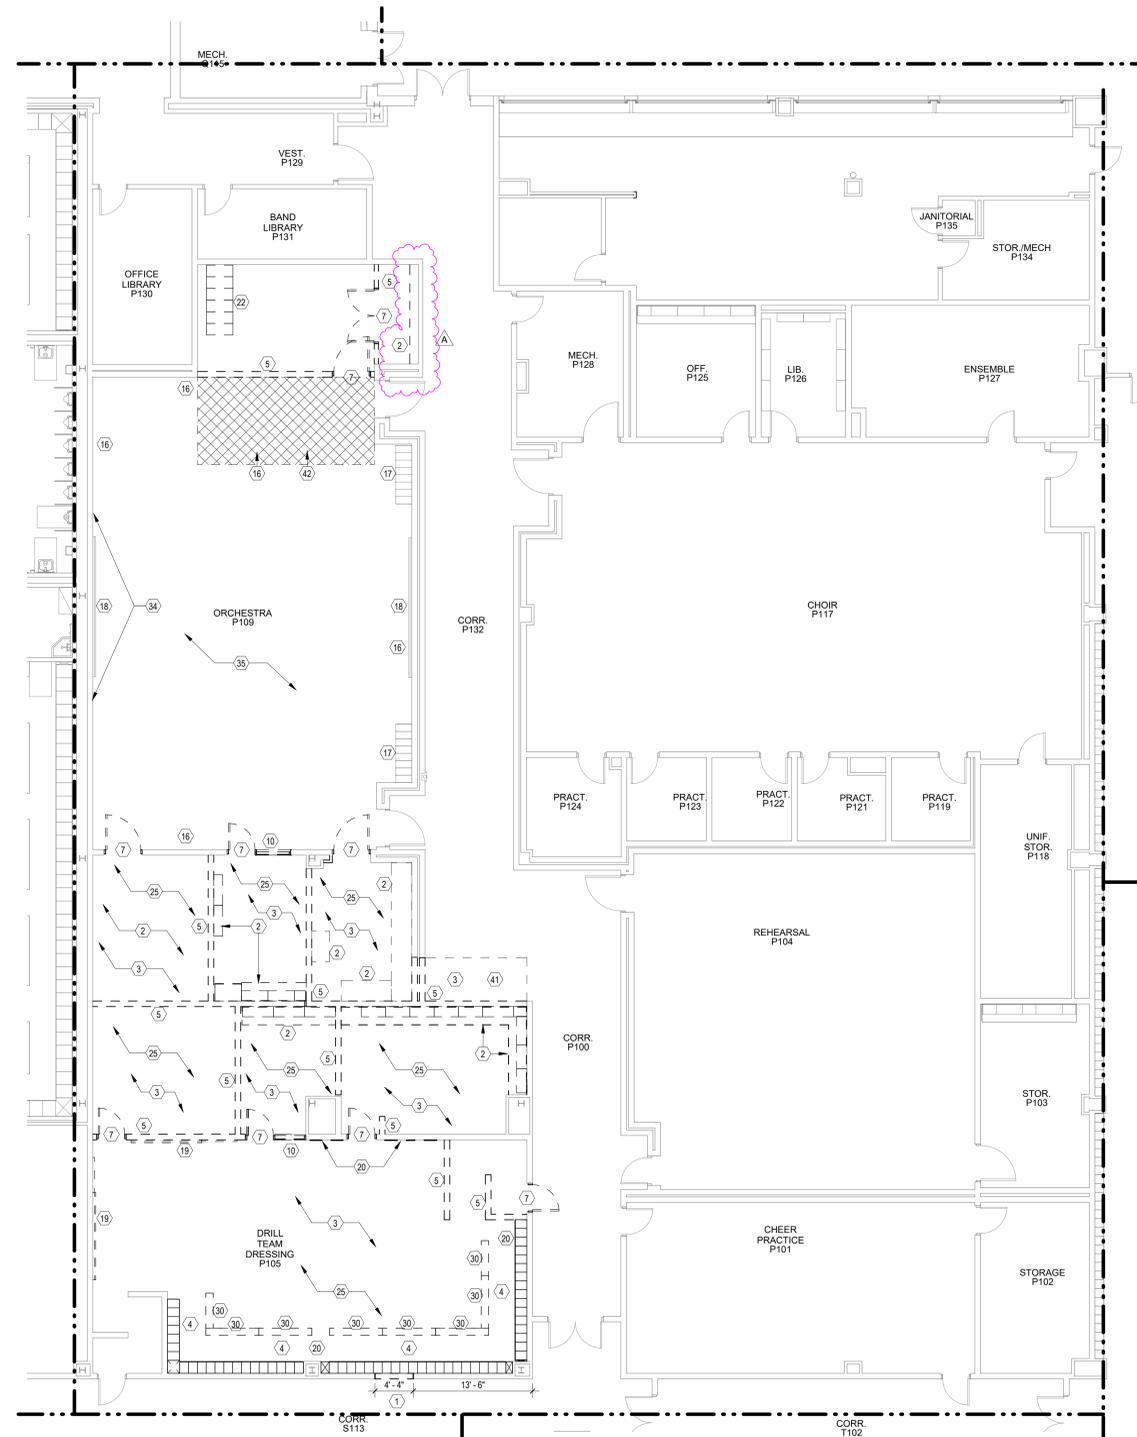 MECH.
Q115
VEST.
P129
BAND
LIBRARY
P131
OFFICE
LIBRARY
P130
JANITORIAL
P135
STOR./MECH
P134
5
22
7
2
A
5
7
16
16
16
42
17
MECH.
P128
OFF.
P125
LIB.
P126
ENSEMBLE
P127
18
34
ORCHESTRA
P109
18
16
35
CORR.
P132
CHOIR
P117
17
16
10
7
7
7
PRACT.
P124
PRACT.
P123
PRACT.
P122
PRACT.
P121
PRACT.
P119
UNIF.
STOR.
P118
25
25
25
2
3
3
2
5
2
2
3
2
3
41
5
5
5
REHEARSAL
P104
CORR.
P100
2
5
2
25
25
25
5
3
3
3
STOR.
P103
5
5
7
7
7
19
10
20
5
5
7
19
3
DRILL
TEAM
DRESSING
P105
20
30
25
30
4
30
4
30
30
30
30
30
4
20
4
CHEER
PRACTICE
P101
STORAGE
P102
4' - 4"
13' - 6"
1
CORR.
S113
CORR.
T102